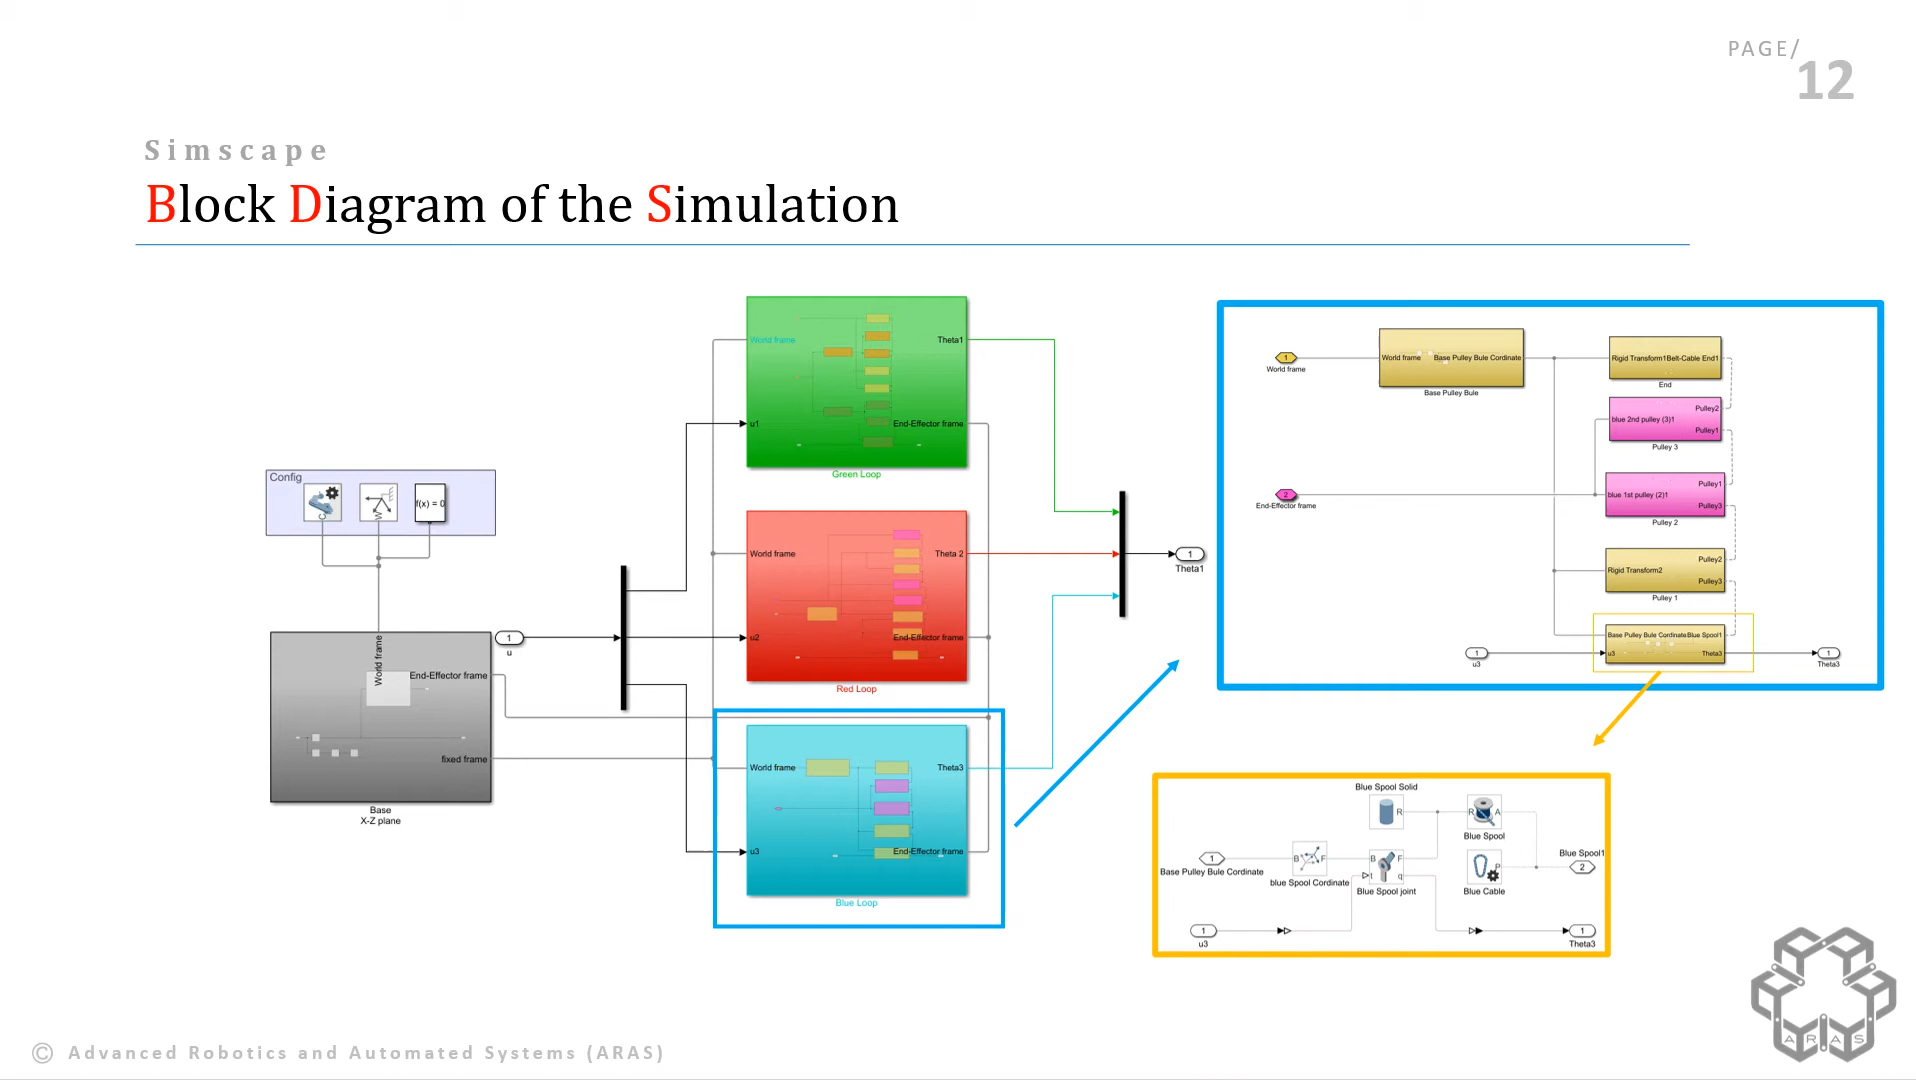 PAGE/
12
Simscape
Block Diagram of the Simulation
Config
C
W
f(x) = 0
World frame
End-Effector frame
fixed frame
Base
X-Z plane
1
u
World frame
Theta1
u1
End-Effector frame
Green Loop
World frame
Theta 2
u2
End-Effector frame
Red Loop
World frame
Theta3
u3
End-Effector frame
Blue Loop
1
Theta1
1
World frame
World frame
Base Pulley Bule Cordinate
Base Pulley Bule
Rigid Transform1
Belt-Cable End1
End
Pulley2
blue 2nd pulley (3)1
Pulley1
Pulley 3
2
End-Effector frame
Pulley1
blue 1st pulley (2)1
Pulley3
Pulley 2
Pulley2
Rigid Transform2
Pulley3
Pulley 1
Base Pulley Bule Cordinate
Blue Spool1
u3
Theta3
1
u3
1
Theta3
Blue Spool Solid
R
R
A
Blue Spool
1
Base Pulley Bule Cordinate
B
F
blue Spool Cordinate
B
F
t
q
Blue Spool joint
P
Blue Cable
Blue Spool1
2
1
u3
1
Theta3
ARAS
© Advanced Robotics and Automated Systems (ARAS)